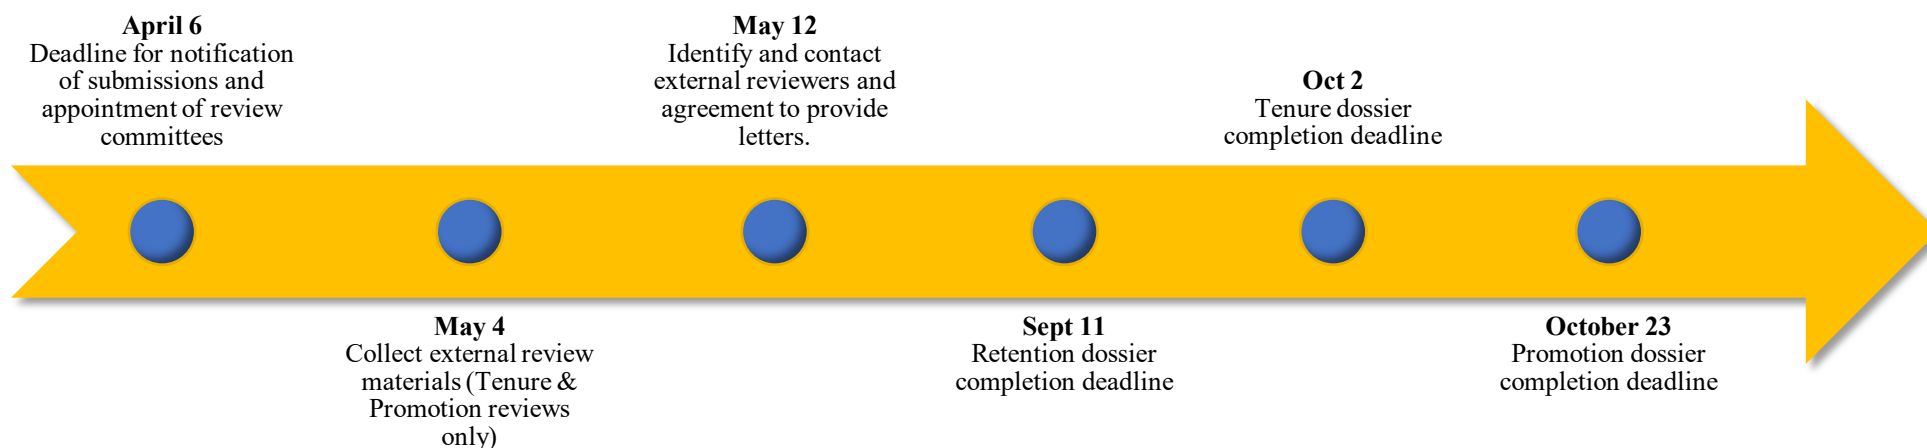 April 6
Deadline for notification
of submissions and
appointment of review
committees
May 4
Collect external review
materials (Tenure &
Promotion reviews
only)
May 12
Identify and contact
external reviewers and
agreement to provide
letters.
Sept 11
Retention dossier
completion deadline
Oct 2
Tenure dossier
completion deadline
October 23
Promotion dossier
completion deadline